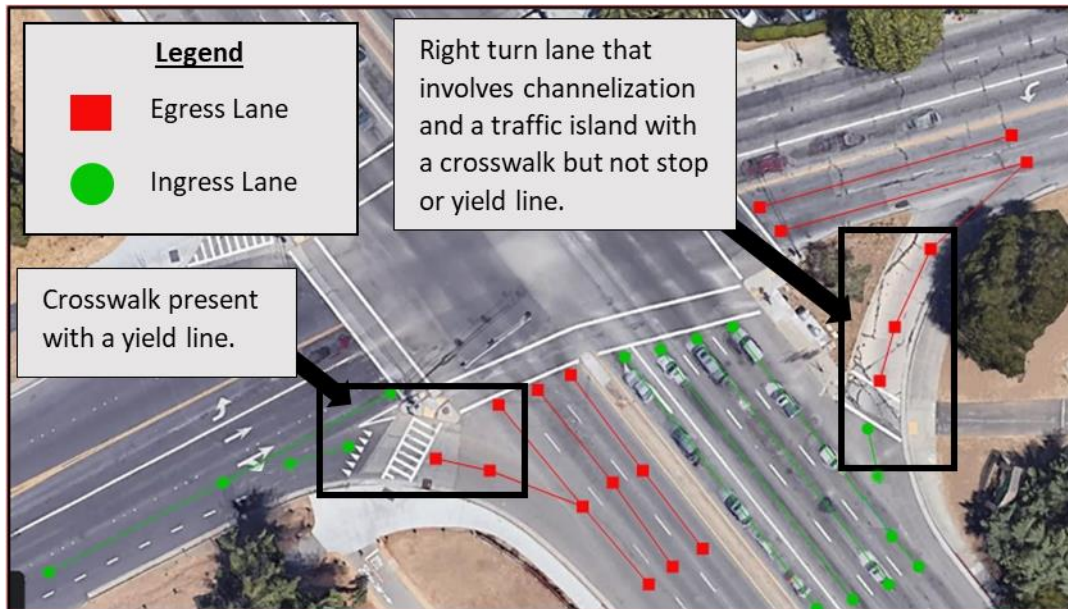 Legend
Egress Lane
Ingress Lane
Right turn lane that
involves channelization
and a traffic island with
a crosswalk but not stop
or yield line.
Crosswalk present
with a yield line.